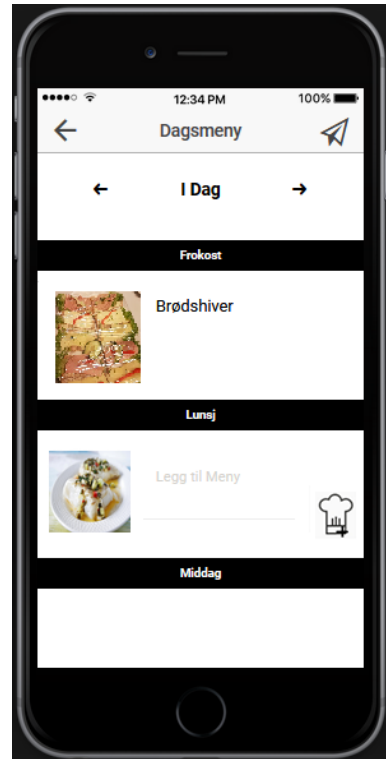 12:34 PM
100%
Dagsmeny
I Dag
Frokost
Brødshiver
Lunsj
Legg til Meny
Middag